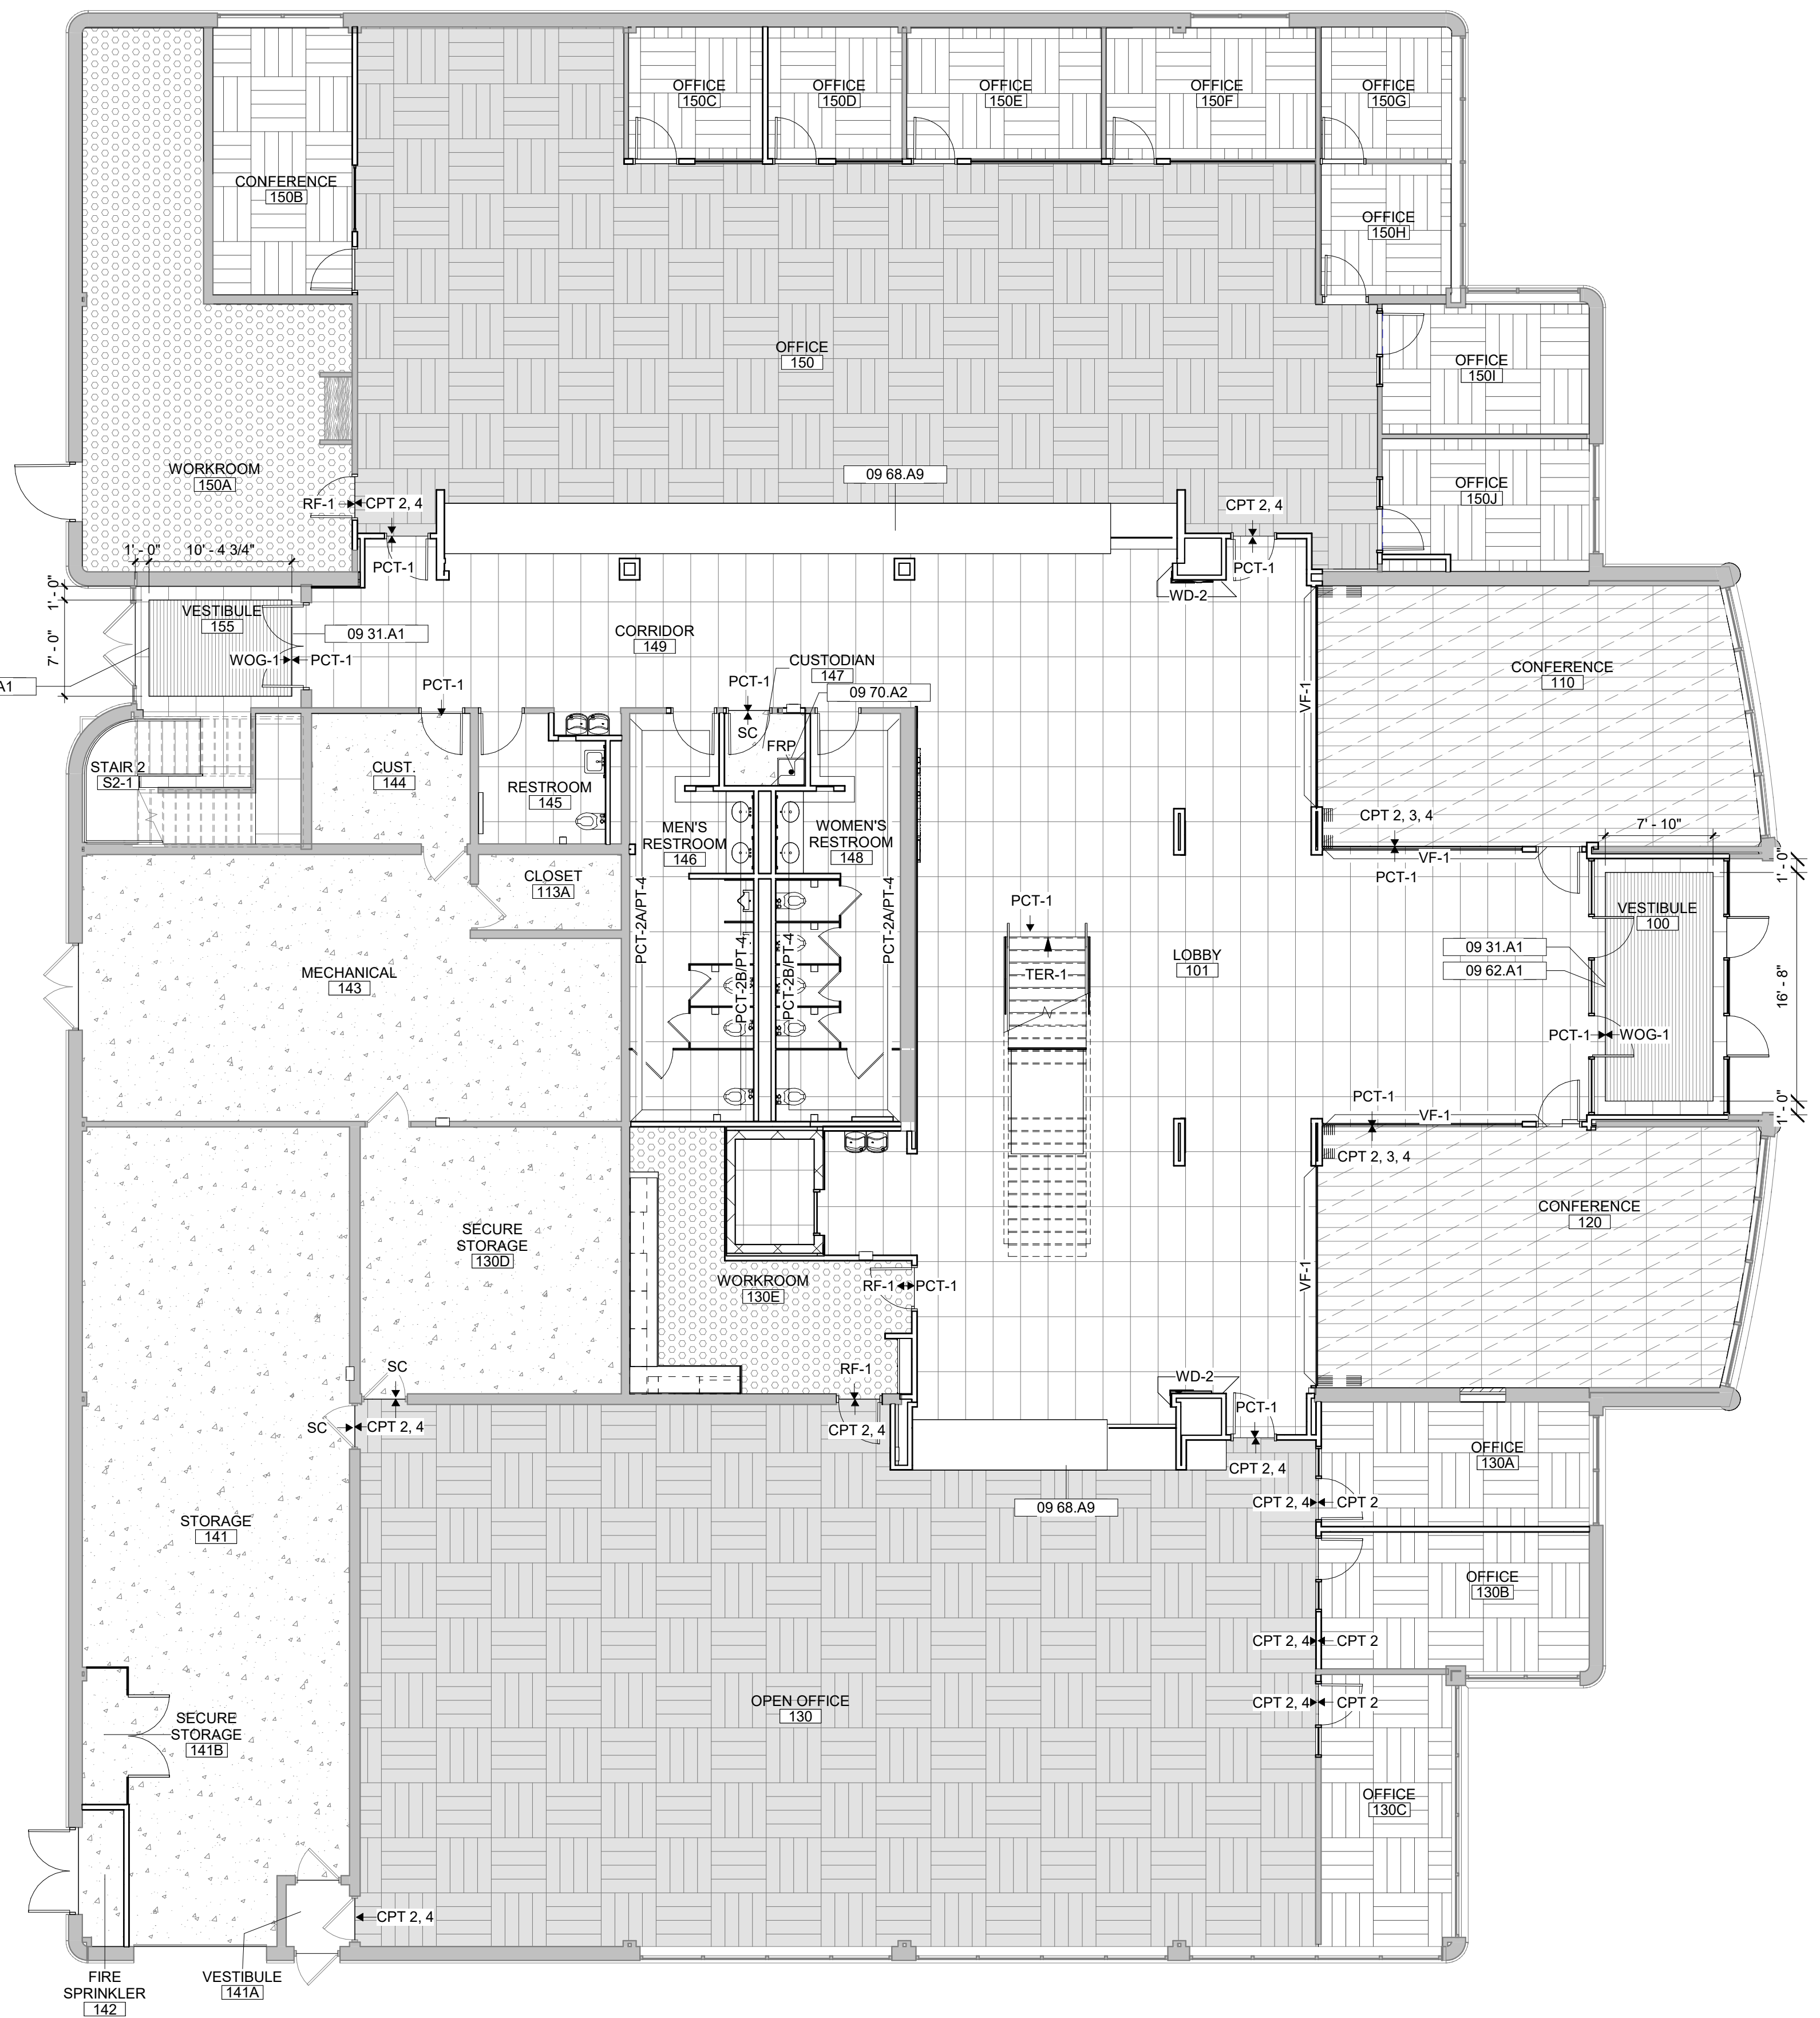 OFFICE
150C
OFFICE
150D
OFFICE
150E
OFFICE
150F
OFFICE
150G
CONFERENCE
150B
OFFICE
150H
OFFICE
150
OFFICE
150I
WORKROOM
150A
09 68.A9
OFFICE
150J
RF-1
CPT 2, 4
CPT 2, 4
1' - 0"
10' - 4 3/4"
PCT-1
PCT-1
1' - 0"
7' - 0"
WD-2
VESTIBULE
155
09 31.A1
CORRIDOR
149
WOG-1
PCT-1
A1
CUSTODIAN
147
CONFERENCE
110
PCT-1
PCT-1
09 70.A2
VF-1
SC
FRP
STAIR 2
S2-1
CUST.
144
RESTROOM
145
MEN'S
RESTROOM
146
WOMEN'S
RESTROOM
148
CPT 2, 3, 4
VF-1
PCT-1
7' - 10"
1' - 0"
CLOSET
113A
PCT-2A/PT-4
PCT-2B/PT-4
PCT-2B/PT-4
PCT-2A/PT-4
PCT-1
VESTIBULE
100
09 31.A1
09 62.A1
LOBBY
101
TER-1
MECHANICAL
143
16' - 8"
PCT-1
WOG-1
PCT-1
VF-1
1' - 0"
CPT 2, 3, 4
CONFERENCE
120
SECURE
STORAGE
130D
VF-1
WORKROOM
130E
RF-1
PCT-1
SC
RF-1
WD-2
PCT-1
SC
CPT 2, 4
CPT 2, 4
CPT 2, 4
OFFICE
130A
09 68.A9
CPT 2, 4
CPT 2
STORAGE
141
OFFICE
130B
CPT 2, 4
CPT 2
OPEN OFFICE
130
CPT 2, 4
CPT 2
SECURE
STORAGE
141B
OFFICE
130C
CPT 2, 4
FIRE
SPRINKLER
142
VESTIBULE
141A